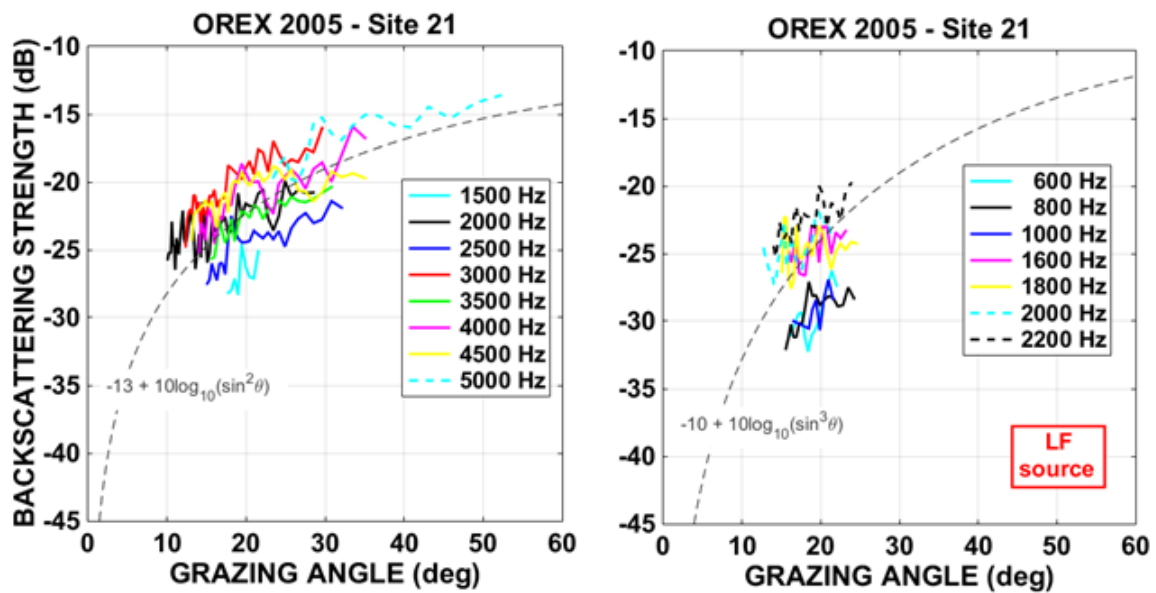 OREX 2005 - Site 21
BACKSCATTERING STRENGTH (dB)
-10
-15
-20
-25
-30
-35
-40
-45
0
10
20
30
40
50
60
GRAZING ANGLE (deg)
-13 + 10log₁₀(sin²θ)
1500 Hz
2000 Hz
2500 Hz
3000 Hz
3500 Hz
4000 Hz
4500 Hz
5000 Hz
OREX 2005 - Site 21
-10
-15
-20
-25
-30
-35
-40
-45
0
10
20
30
40
50
60
GRAZING ANGLE (deg)
-10 + 10log₁₀(sin³θ)
600 Hz
800 Hz
1000 Hz
1600 Hz
1800 Hz
2000 Hz
2200 Hz
LF
source